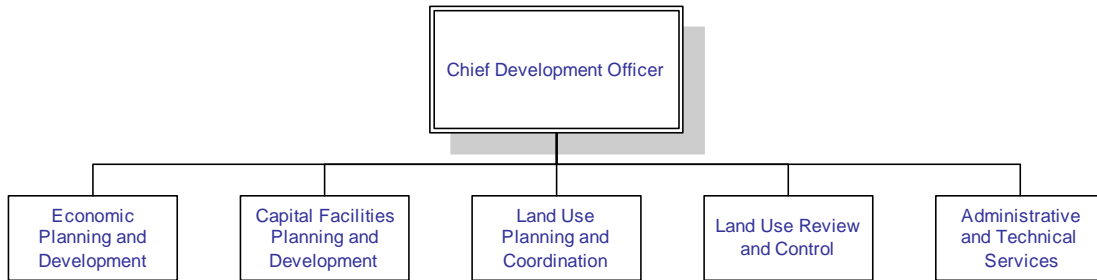 Chief Development Officer
Economic
Planning and
Development
Capital Facilities
Planning and
Development
Land Use
Planning and
Coordination
Land Use Review
and Control
Administrative
and Technical
Services